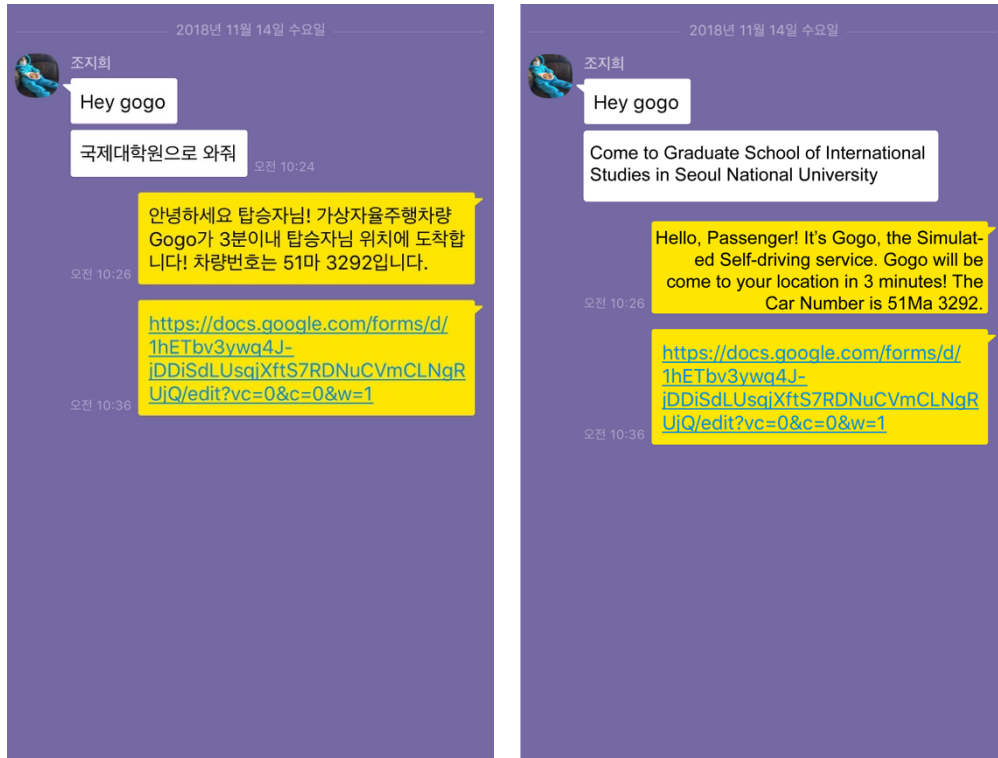 2018년 11월 14일 수요일
조지희
Hey gogo
국제대학원으로 와줘
오전 10:24
안녕하세요 탑승자님! 가상자율주행차량
Gogo가 3분이내 탑승자님 위치에 도착합
니다! 차량번호는 51마 3292입니다.
오전 10:26
https://docs.google.com/forms/d/
1hETbv3ywq4J-
jDDiSdLUsqjXftS7RDNuCVmCLNgR
UjQ/edit?vc=0&c=0&w=1
오전 10:36
2018년 11월 14일 수요일
조지희
Hey gogo
Come to Graduate School of International
Studies in Seoul National University
Hello, Passenger! It’s Gogo, the Simulat-
ed Self-driving service. Gogo will be
come to your location in 3 minutes! The
Car Number is 51Ma 3292.
오전 10:26
https://docs.google.com/forms/d/
1hETbv3ywq4J-
jDDiSdLUsqjXftS7RDNuCVmCLNgR
UjQ/edit?vc=0&c=0&w=1
오전 10:36